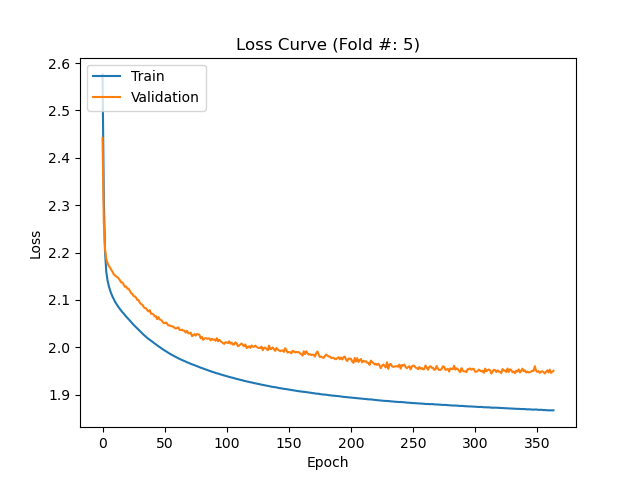 Loss Curve (Fold #: 5)
Train
Validation
2.6
2.5
2.4
2.3
2.2
2.1
2.0
1.9
Loss
0 50 100 150 200 250 300 350
Epoch